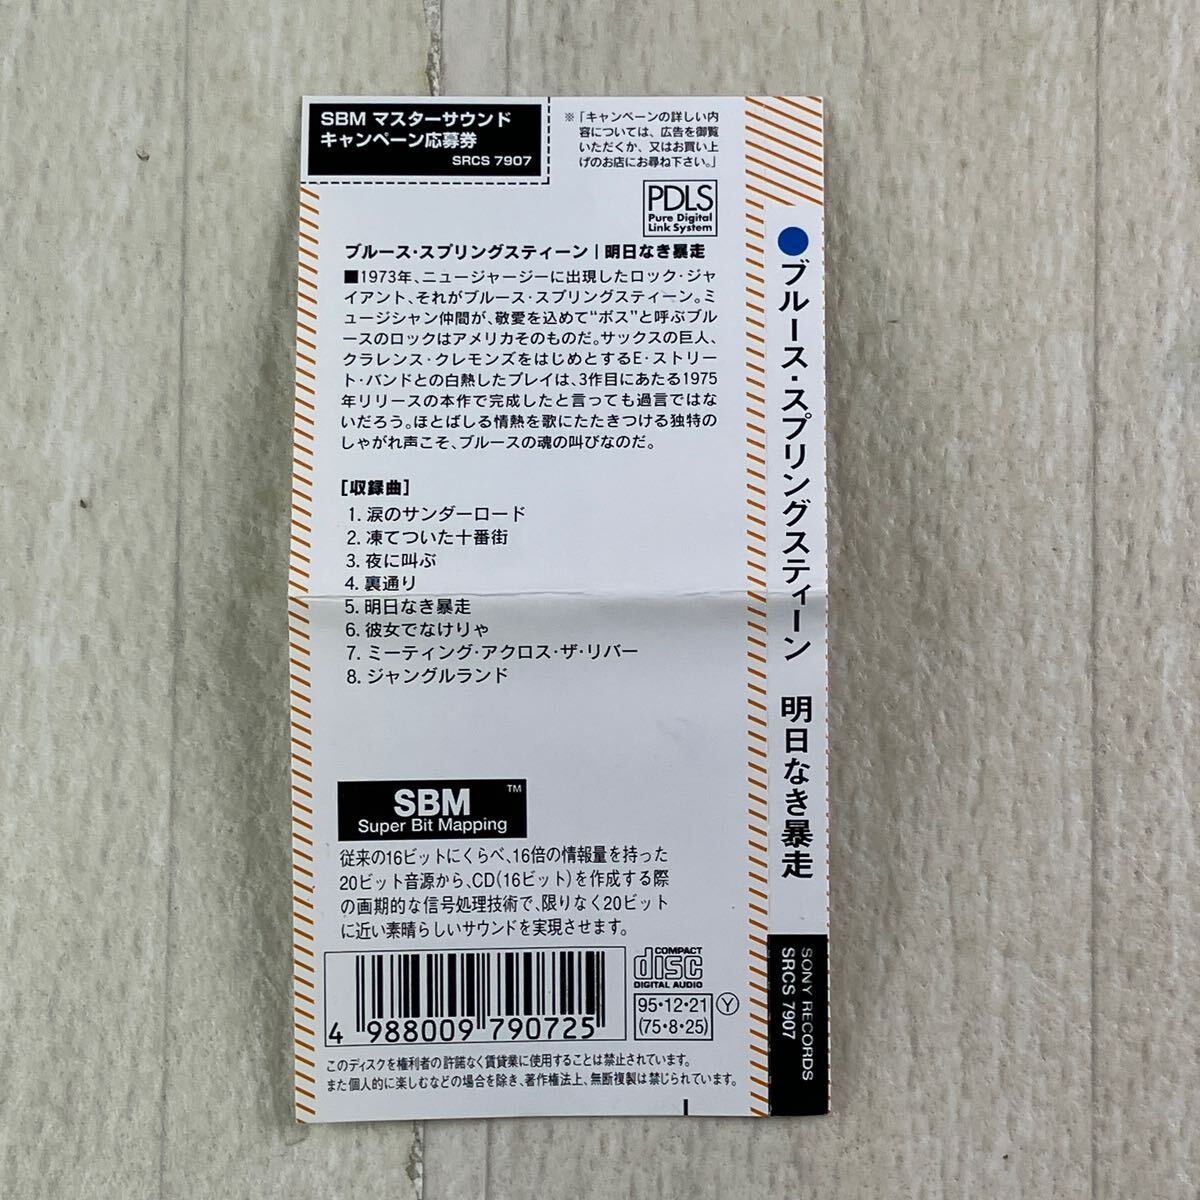 SBM マスターサウンド
キャンペーン応募券
SRCS 7907
※「キャンペーンの詳しい内
容については、広告を御覧
いただくか、又はお買い上
げのお店にお尋ね下さい。」
PDLS
Pure Digital
Link System
ブルース・スプリングスティーン|明日なき暴走
■1973年、ニュージャージーに出現したロック・ジャ
イアント、それがブルース・スプリングスティーン。ミ
ュージシャン仲間が、敬愛を込めて“ボス”と呼ぶブル
ースのロックはアメリカそのものだ。サックスの巨人、
クラレンス・クレモンズをはじめとするE・ストリー
ト・バンドとの白熱したプレイは、3作目にあたる1975
年リリースの本作で完成したと言っても過言ではな
いだろう。ほとばしる情熱を歌にたたきつける独特の
しゃがれ声こそ、ブルースの魂の叫びなのだ。
[収録曲]
1. 涙のサンダーロード
2. 凍てついた十番街
3. 夜に叫ぶ
4. 裏通り
5. 明日なき暴走
6. 彼女でなけりゃ
7. ミーティング・アクロス・ザ・リバー
8. ジャングルランド
SBM TM
Super Bit Mapping
従来の16ビットにくらべ、16倍の情報量を持った
20ビット音源から、CD(16ビット)を作成する際
の画期的な信号処理技術で、限りなく20ビット
に近い素晴らしいサウンドを実現させます。
4 988009 790725
COMPACT
disc
DIGITAL AUDIO
95・12・21
(75・8・25)
Y
このディスクを権利者の許諾なく賃貸業に使用することは禁止されています。
また個人的に楽しむなどの場合を除き、著作権法上、無断複製は禁じられています。
●ブルース・スプリングスティーン 明日なき暴走
SONY RECORDS
SRCS 7907